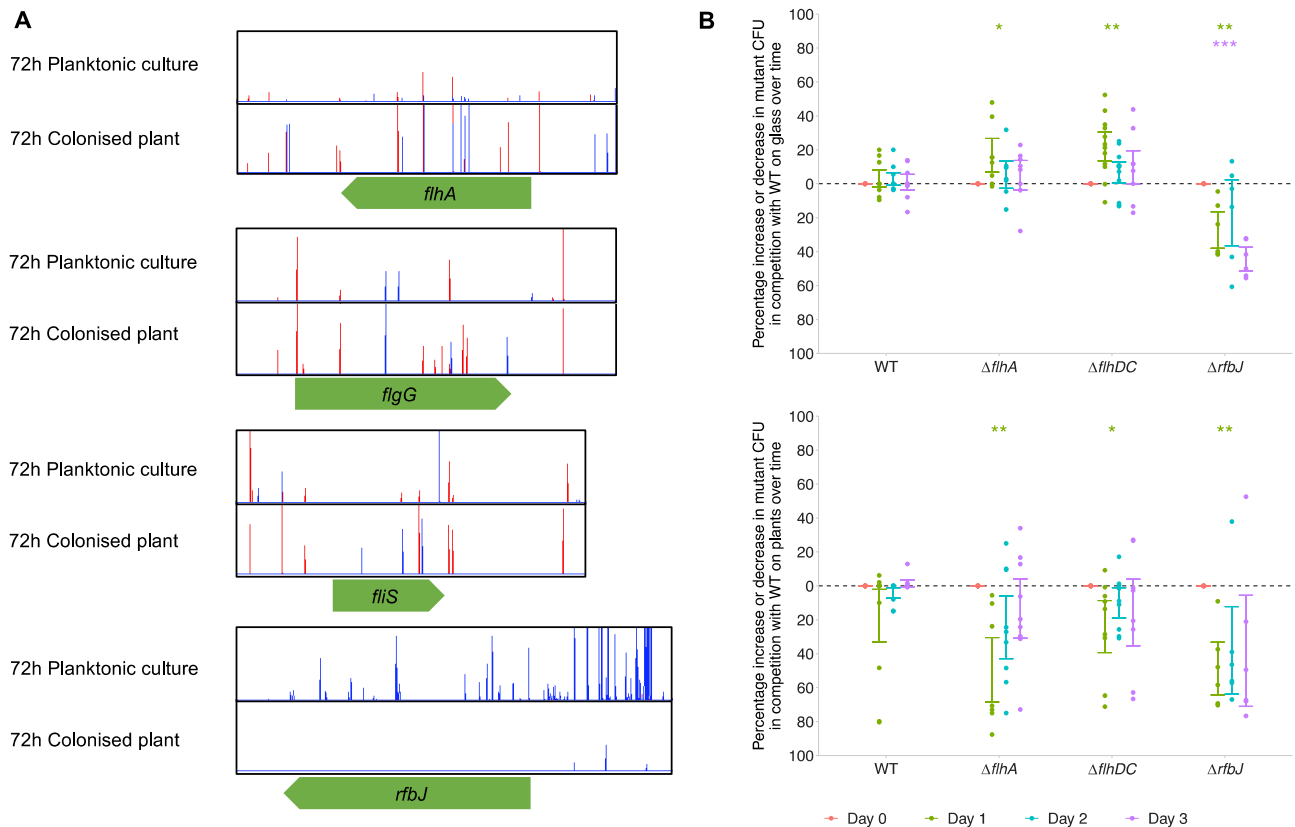 A
72h Planktonic culture
72h Colonised plant
flhA
72h Planktonic culture
72h Colonised plant
flgG
72h Planktonic culture
72h Colonised plant
fliS
72h Planktonic culture
72h Colonised plant
rfbJ
B
Percentage increase or decrease in mutant CFU
in competition with WT on glass over time
100
80
60
40
20
0
20
40
60
80
100
* ** **
***
WT ΔflhA ΔflhDC ΔrfbJ
Percentage increase or decrease in mutant CFU
in competition with WT on plants over time
100
80
60
40
20
0
20
40
60
80
100
** * **
WT ΔflhA ΔflhDC ΔrfbJ
Day 0 Day 1 Day 2 Day 3